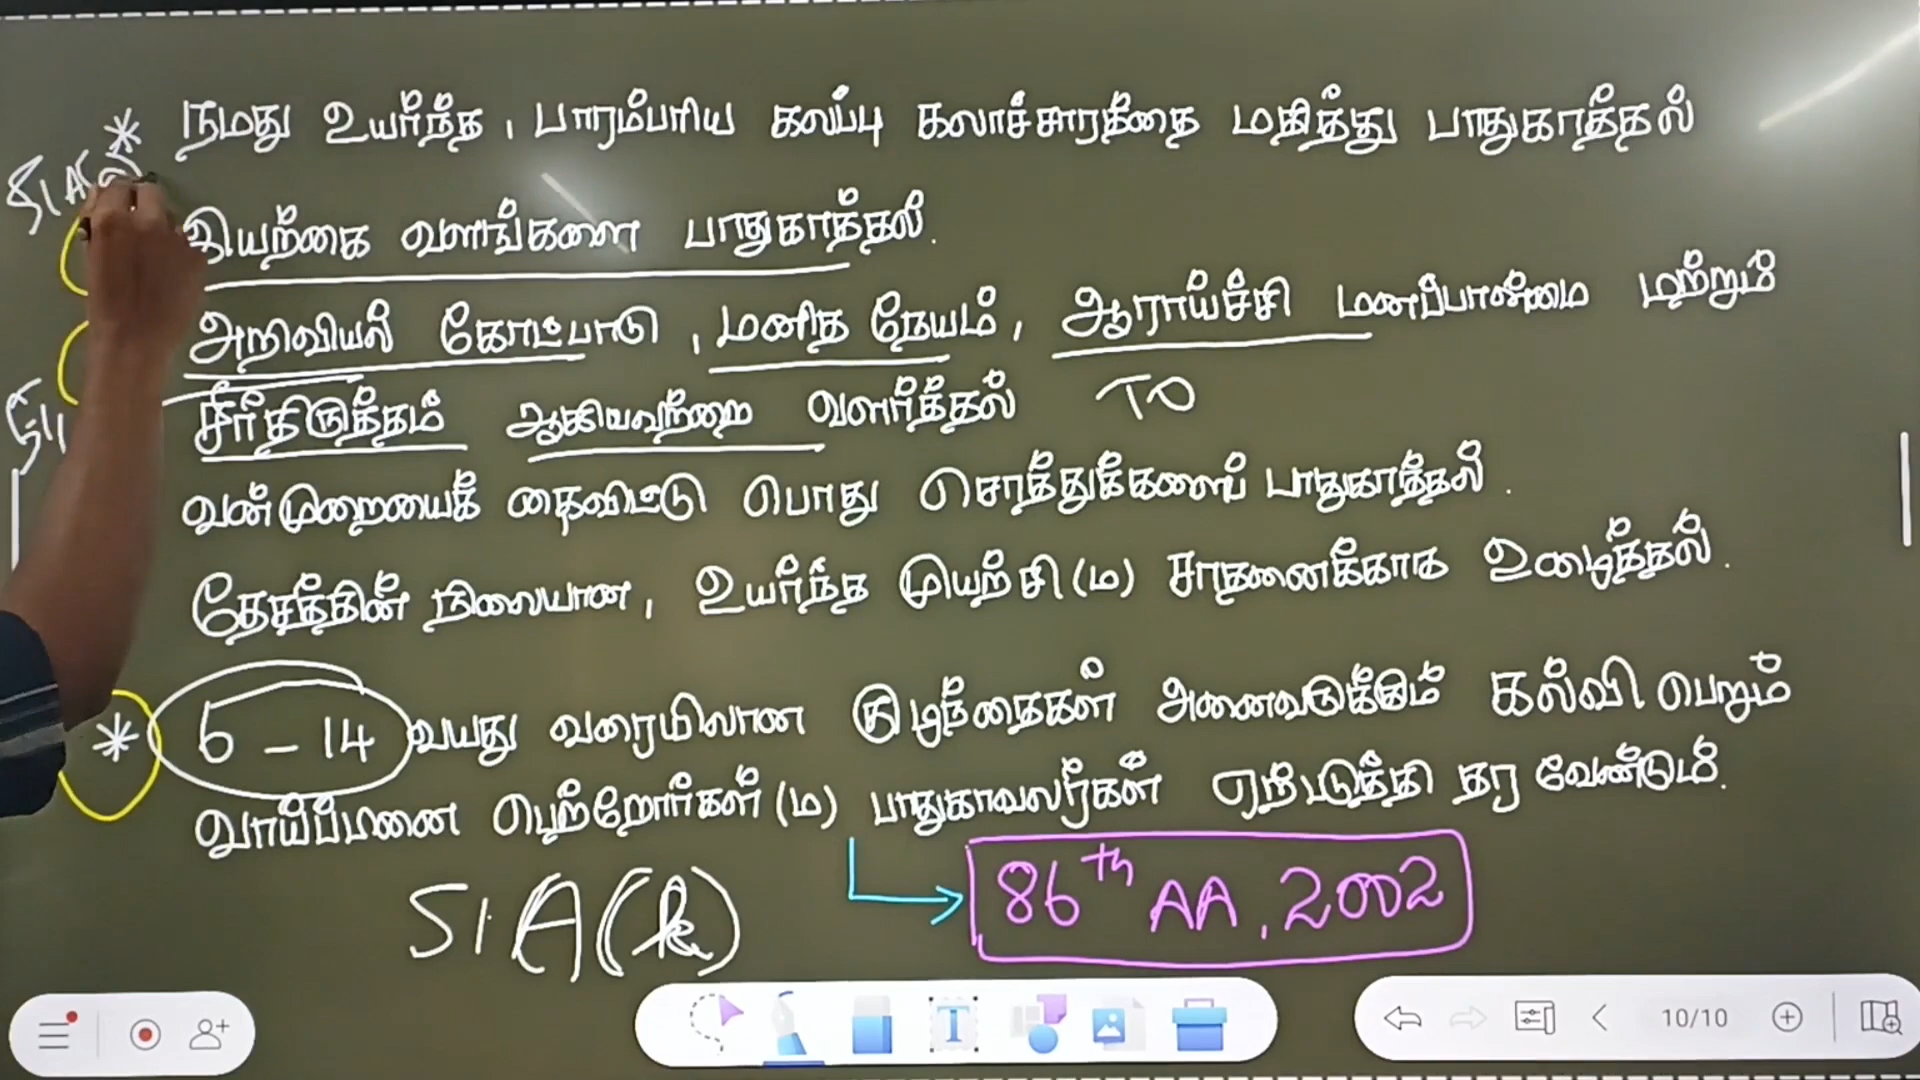 * நமது உயர்ந்த, பாரம்பரிய கலப்பு கலாச்சாரத்தை மதித்து பாதுகாத்தல்
51A
இயற்கை வளங்களை பாதுகாத்தல்.
அறிவியல் கோட்பாடு, மனித நேயம், ஆராய்ச்சி மனப்பான்மை மற்றும்
சீர்திருத்தம் ஆகியவற்றை வளர்த்தல்
வன்முறையைக் கைவிட்டு பொது சொத்துக்களைப் பாதுகாத்தல்.
தேசத்தின் நிலையான, உயர்ந்த முயற்சி (ம) சாதனைக்காக உழைத்தல்.
* 6 - 14 வயது வரையிலான குழந்தைகள் அனைவருக்கும் கல்வி பெறும்
வாய்ப்பினை பெற்றோர்கள் (ம) பாதுகாவலர்கள் ஏற்படுத்தி தர வேண்டும்.
51A(k)
86th AA, 2002
10/10